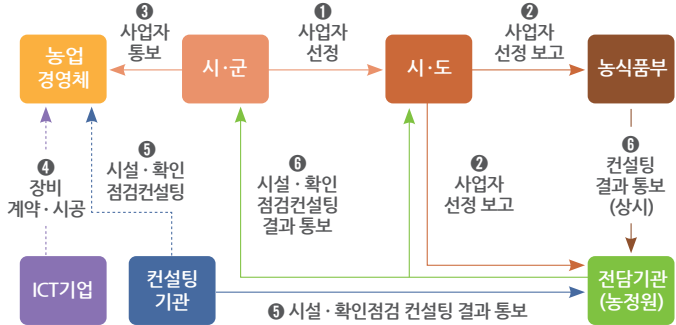 ❸
사업자
통보
❶
사업자
선정
❷
사업자
선정 보고
농업
경영체
시·군
시·도
농식품부
❹
장비
계약·시공
❺
시설·확인
점검컨설팅
❻
시설·확인
점검컨설팅
결과 통보
❷
사업자
선정 보고
❻
컨설팅
결과 통보
(상시)
ICT기업
컨설팅
기관
전담기관
(농정원)
❺ 시설·확인점검 컨설팅 결과 통보